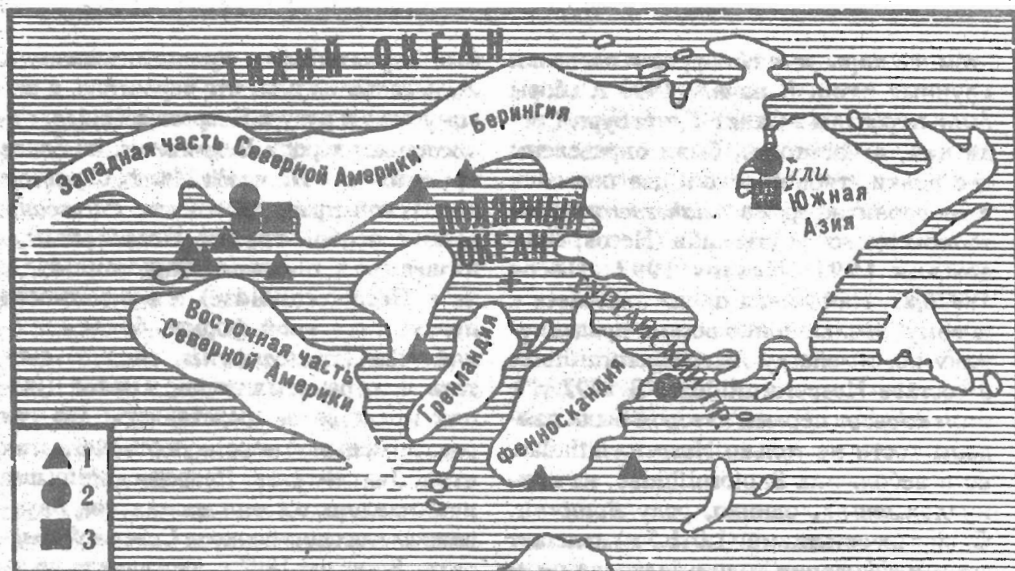 ТИХИЙ ОКЕАН
Берингия
Западная часть Северной Америки
ПОЛЯРНЫЙ
ОКЕАН
или
Южная
Азия
ТУРГАЙСКИЙ ПР.
Восточная часть
Северной Америки
Гренландия
Фенноскандия
1
2
3